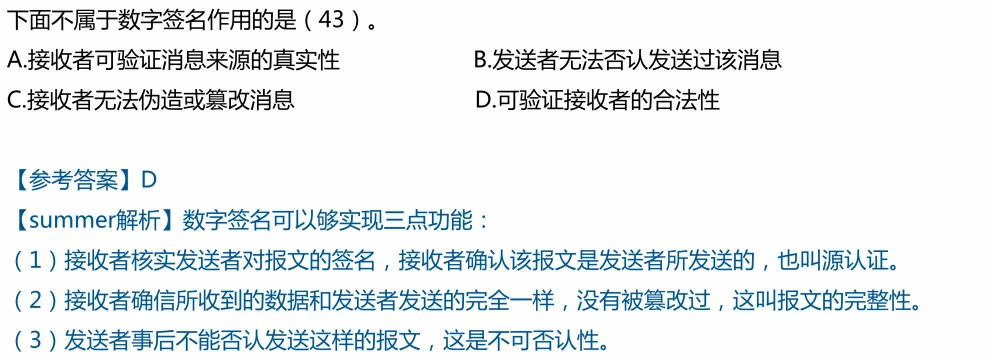 下面不属于数字签名作用的是（43）。
A.接收者可验证消息来源的真实性 B.发送者无法否认发送过该消息
C.接收者无法伪造或篡改消息 D.可验证接收者的合法性
【参考答案】D
【summer解析】数字签名可以够实现三点功能：
（1）接收者核实发送者对报文的签名，接收者确认该报文是发送者所发送的，也叫源认证。
（2）接收者确信所收到的数据和发送者发送的完全一样，没有被篡改过，这叫报文的完整性。
（3）发送者事后不能否认发送这样的报文，这是不可否认性。